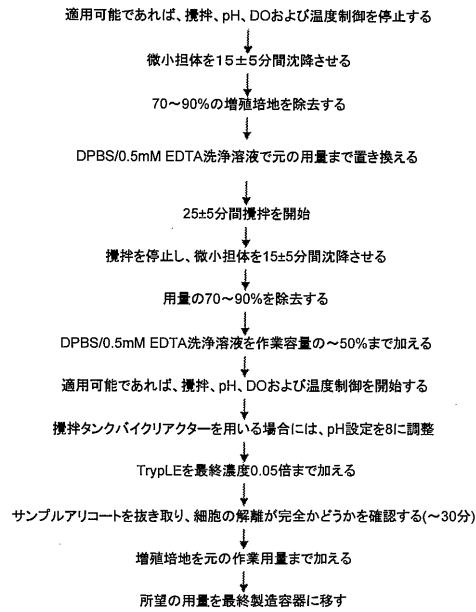 適用可能であれば、攪拌、pH、DOおよび温度制御を停止する
微小担体を15±5分間沈降させる
70～90%の増殖培地を除去する
DPBS/0.5mM EDTA洗浄溶液で元の用量まで置き換える
25±5分間攪拌を開始
攪拌を停止し、微小担体を15±5分間沈降させる
用量の70～90%を除去する
DPBS/0.5mM EDTA洗浄溶液を作業容量の～50%まで加える
適用可能であれば、攪拌、pH、DOおよび温度制御を開始する
攪拌タンクバイクリアクターを用いる場合には、pH設定を8に調整
TrypLEを最終濃度0.05倍まで加える
サンプルアリコートを抜き取り、細胞の解離が完全かどうかを確認する(～30分)
増殖培地を元の作業用量まで加える
所望の用量を最終製造容器に移す